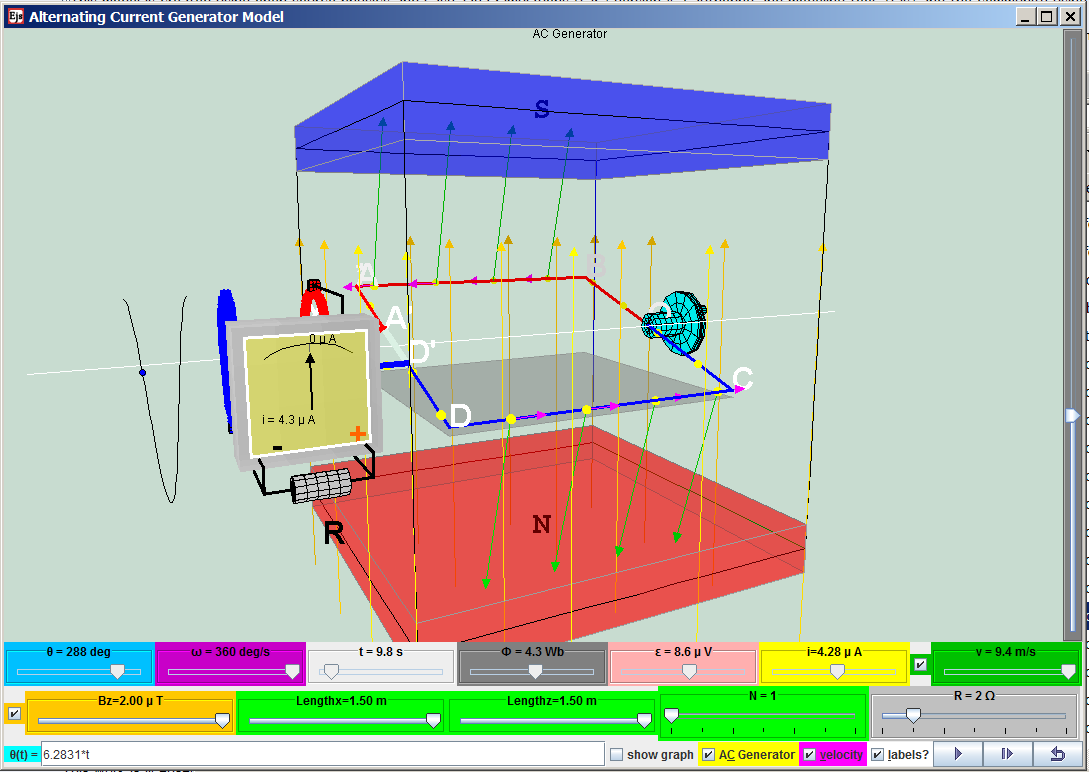 Ejs Alternating Current Generator Model
AC Generator
S
A
B
A'
D'
C
D
0 μ A
i = 4.3 μ A
- +
R
N
θ = 288 deg
ω = 360 deg/s
t = 9.8 s
Φ = 4.3 Wb
ε = 8.6 μ V
i=4.28 μ A
v = 9.4 m/s
Bz=2.00 μ T
Lengthx=1.50 m
Lengthz=1.50 m
N = 1
R = 2 Ω
θ(t) = 6.2831*t
show graph
AC Generator
velocity
labels?